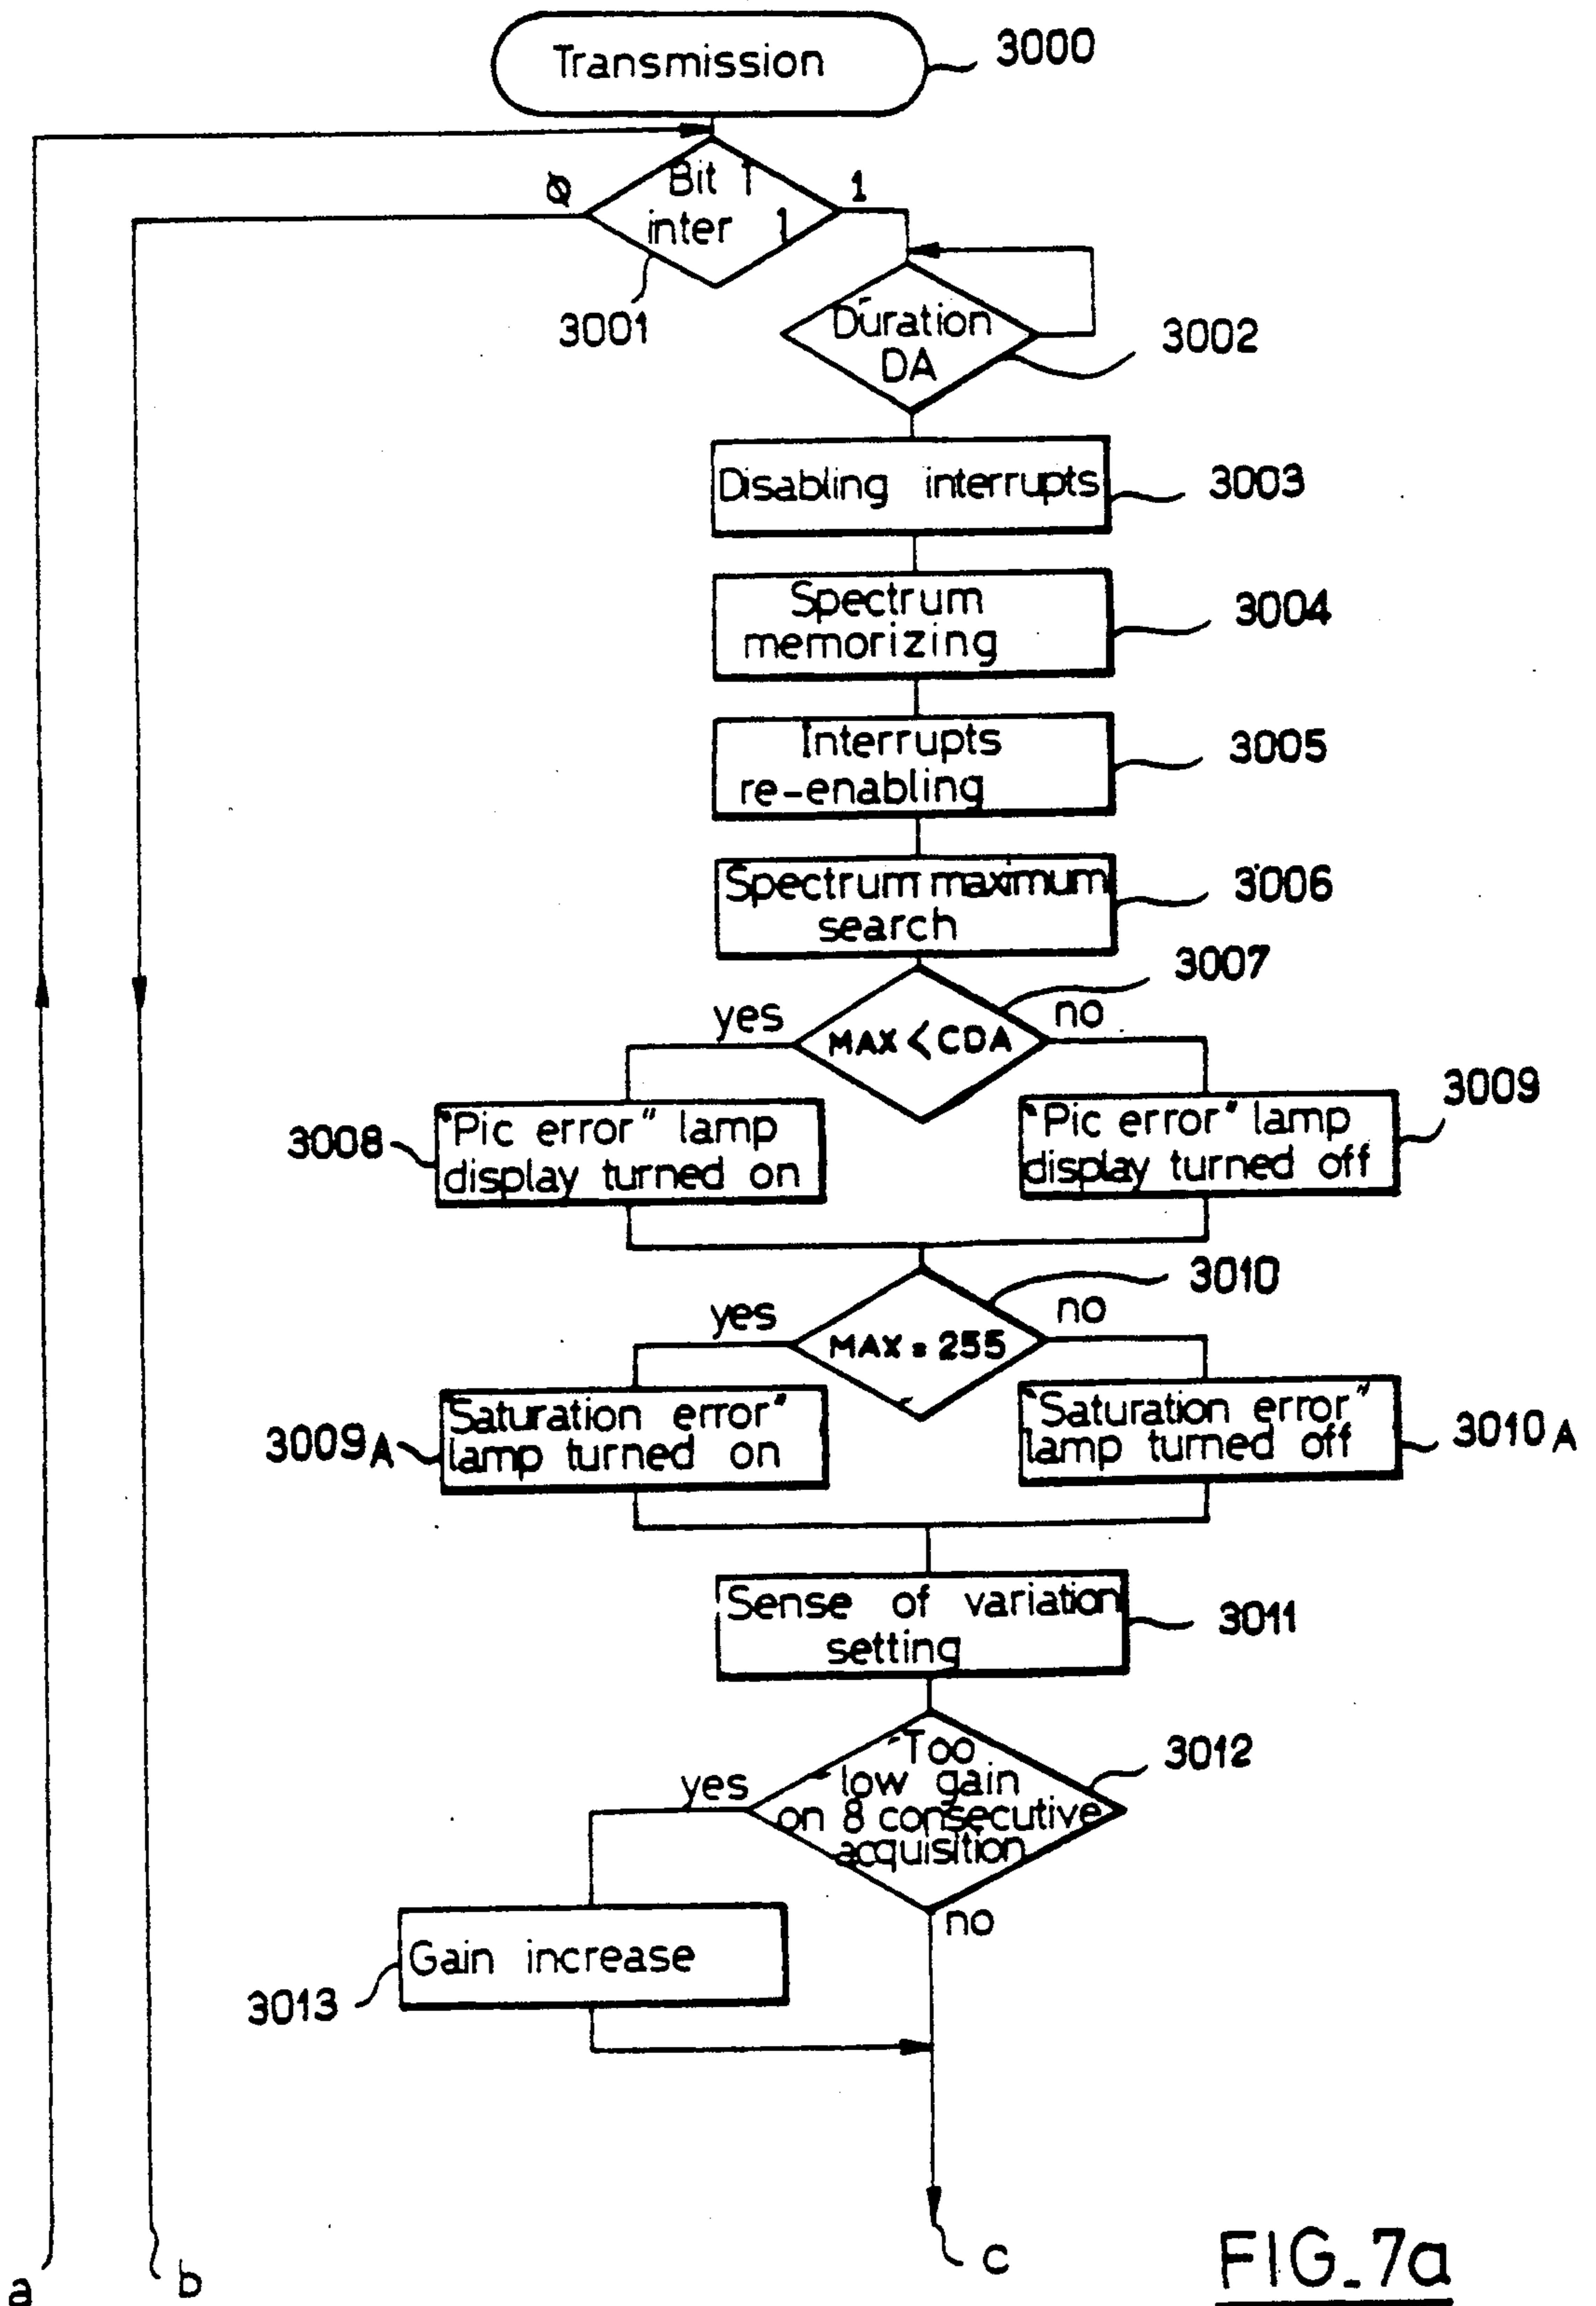 Transmission
3000
Ø
Bit T
inter 1
1
3001
Duration
DA
3002
Disabling interrupts
3003
Spectrum
memorizing
3004
Interrupts
re-enabling
3005
Spectrum maximum
search
3006
3007
yes
MAX < CDA
no
3008
"Pic error" lamp
display turned on
"Pic error" lamp
display turned off
3009
3010
yes
MAX = 255
no
3009A
"Saturation error"
lamp turned on
"Saturation error"
lamp turned off
3010A
Sense of variation
setting
3011
yes
Too
low gain
on 8 consecutive
acquisition
3012
no
Gain increase
3013
a
b
c
FIG_7a